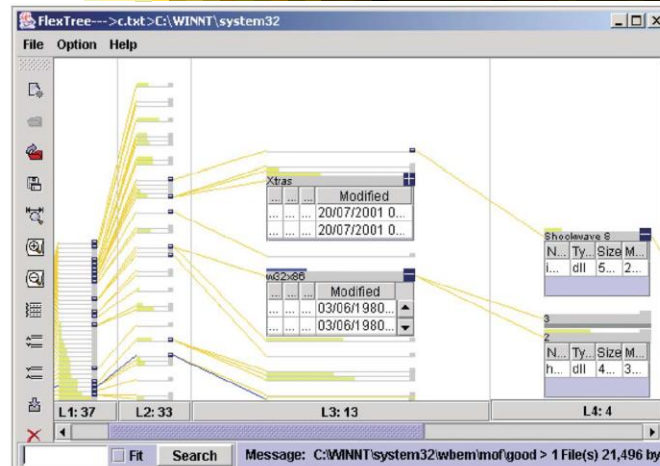 FlexTree--->c.txt>C:\WINNT\system32
File Option Help
Xtras
... ... ... Modified
... ... ... 20/07/2001 0...
... ... ... 20/07/2001 0...
w32x86
... ... ... Modified
... ... ... 03/06/1980...
... ... ... 03/06/1980...
Shockwave 8
N... Ty... Size M...
i... dll 5... 2...
3
2
N... Ty... Size M...
h... dll 4... 3...
L1: 37 L2: 33 L3: 13 L4: 4
Fit Search Message: C:\WINNT\system32\wbem\mof\good > 1 File(s) 21,496 by